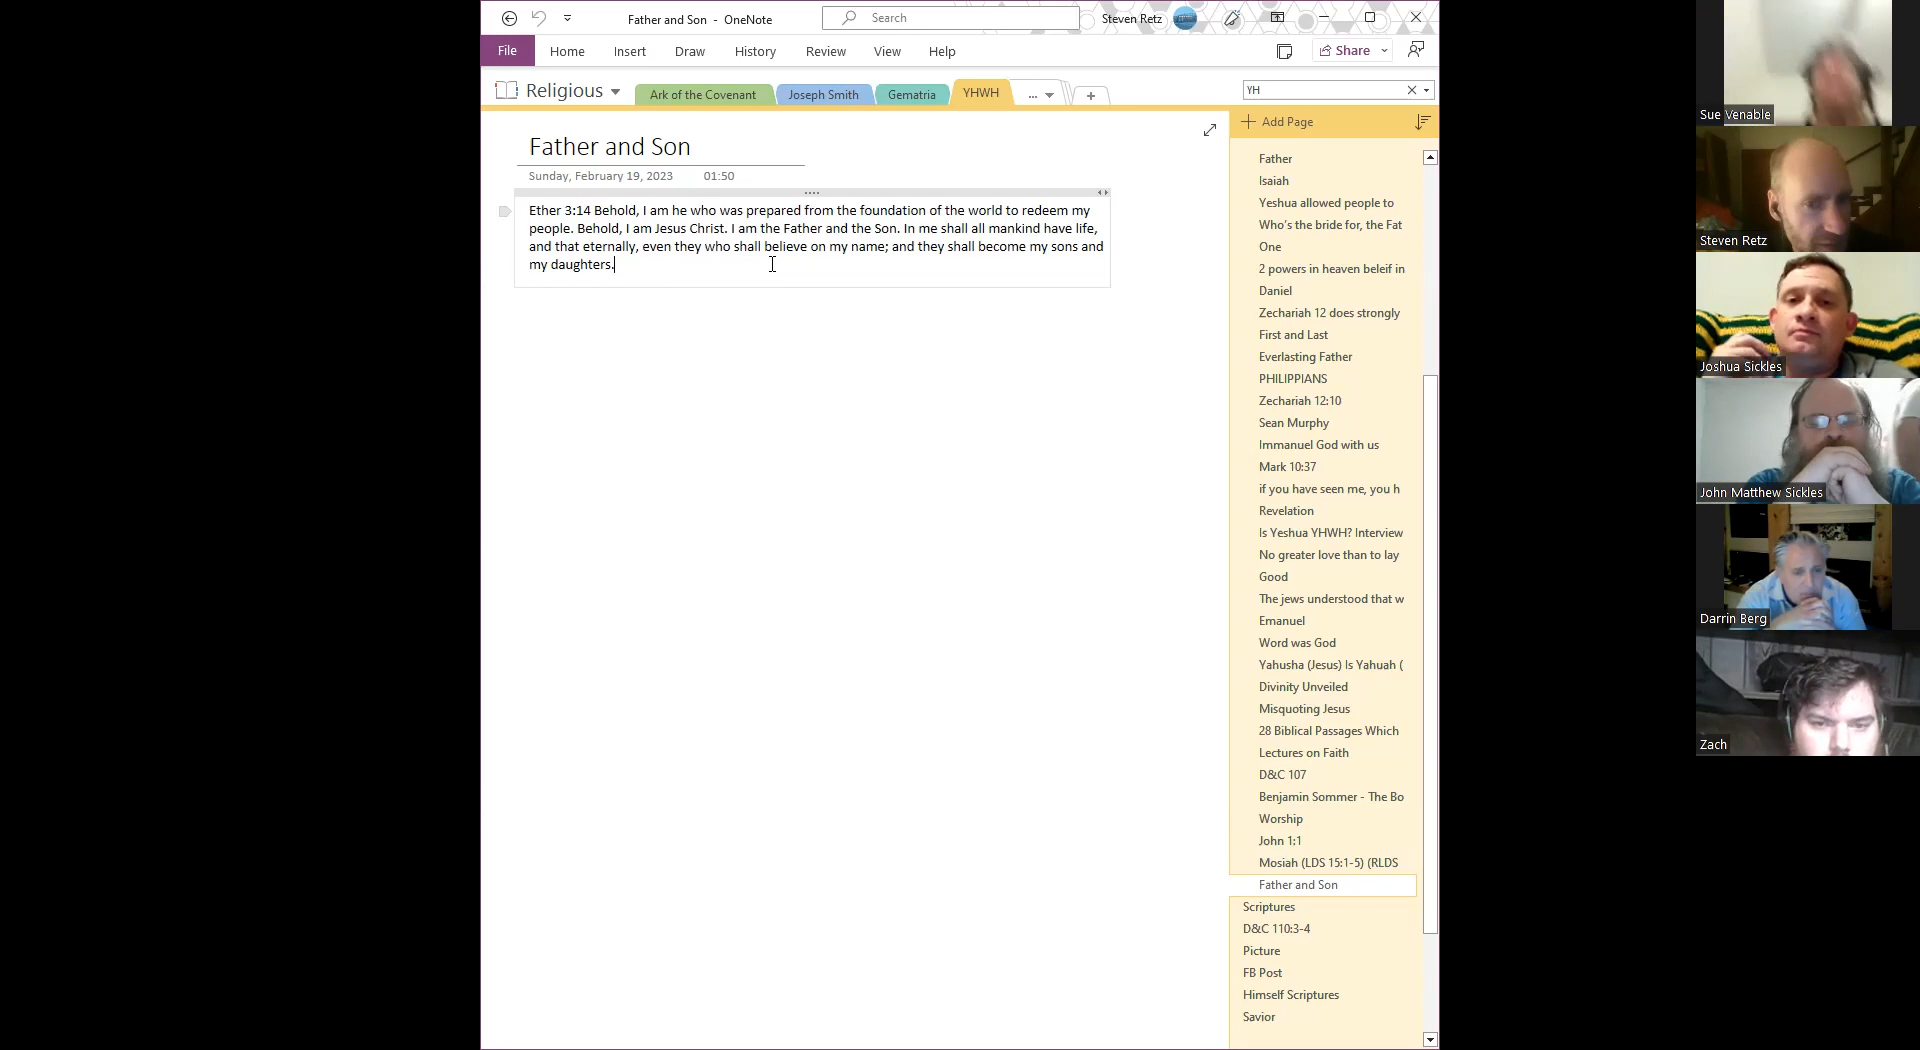 Father and Son - OneNote
Search
Steven Retz
File
Home
Insert
Draw
History
Review
View
Help
Share
Religious
Ark of the Covenant
Joseph Smith
Gematria
YHWH
...
YH
Add Page
Father and Son
Sunday, February 19, 2023
01:50
Ether 3:14 Behold, I am he who was prepared from the foundation of the world to redeem my
people. Behold, I am Jesus Christ. I am the Father and the Son. In me shall all mankind have life,
and that eternally, even they who shall believe on my name; and they shall become my sons and
my daughters.
Father
Isaiah
Yeshua allowed people to
Who's the bride for, the Fat
One
2 powers in heaven beleif in
Daniel
Zechariah 12 does strongly
First and Last
Everlasting Father
PHILIPPIANS
Zechariah 12:10
Sean Murphy
Immanuel God with us
Mark 10:37
if you have seen me, you h
Revelation
Is Yeshua YHWH? Interview
No greater love than to lay
Good
The jews understood that w
Emanuel
Word was God
Yahusha (Jesus) Is Yahuah (
Divinity Unveiled
Misquoting Jesus
28 Biblical Passages Which
Lectures on Faith
D&C 107
Benjamin Sommer - The Bo
Worship
John 1:1
Mosiah (LDS 15:1-5) (RLDS
Father and Son
Scriptures
D&C 110:3-4
Picture
FB Post
Himself Scriptures
Savior
Sue Venable
Steven Retz
Joshua Sickles
John Matthew Sickles
Darrin Berg
Zach